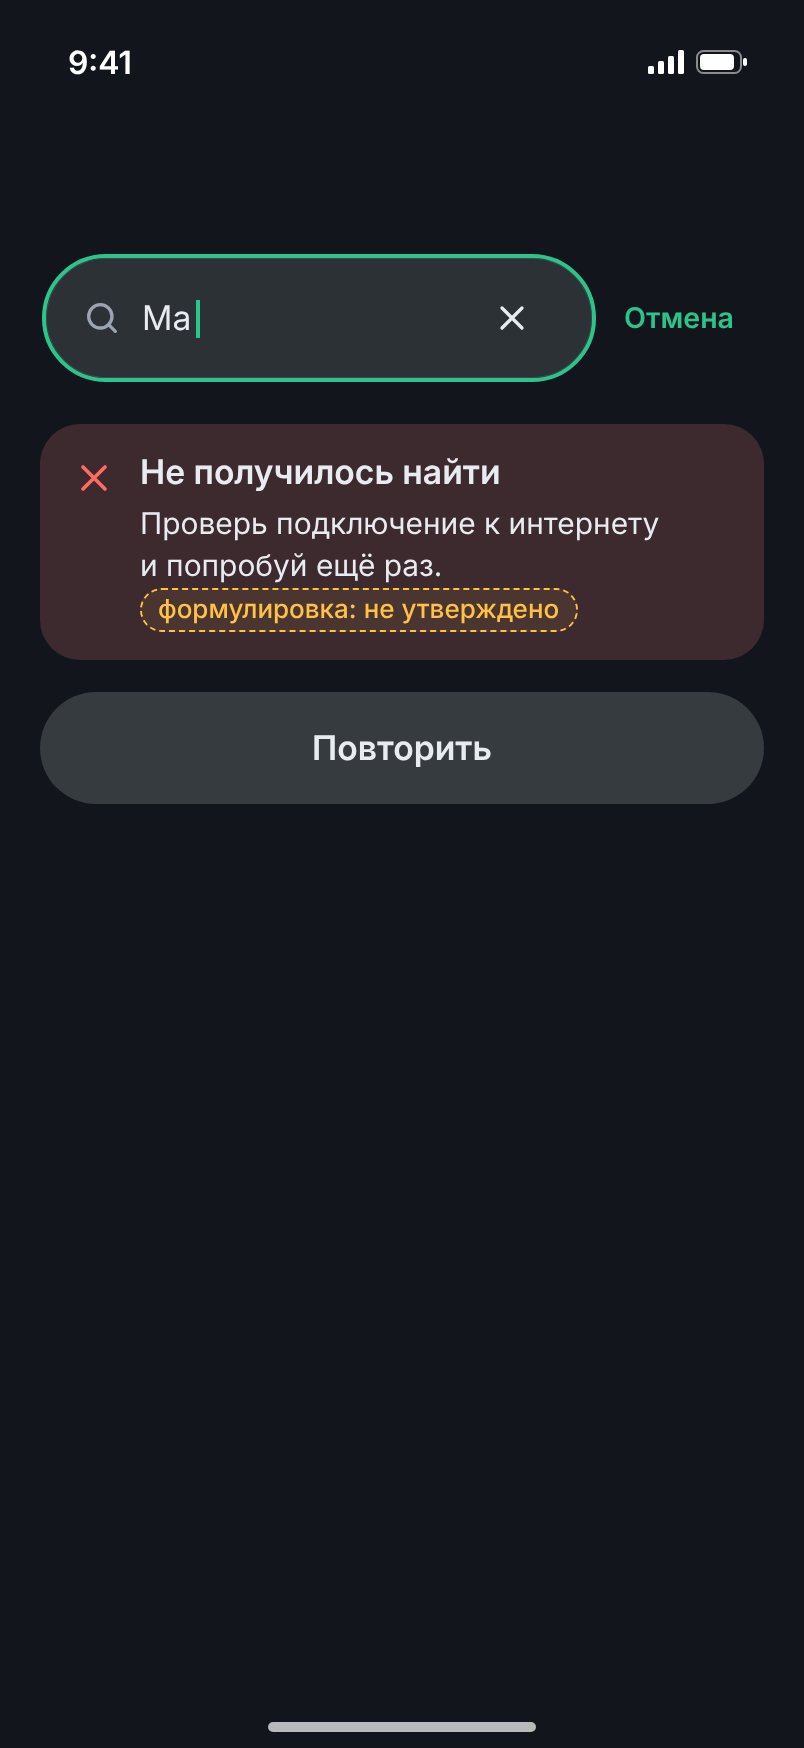 9:41
Ма
Отмена
Не получилось найти
Проверь подключение к интернету
и попробуй ещё раз.
формулировка: не утверждено
Повторить